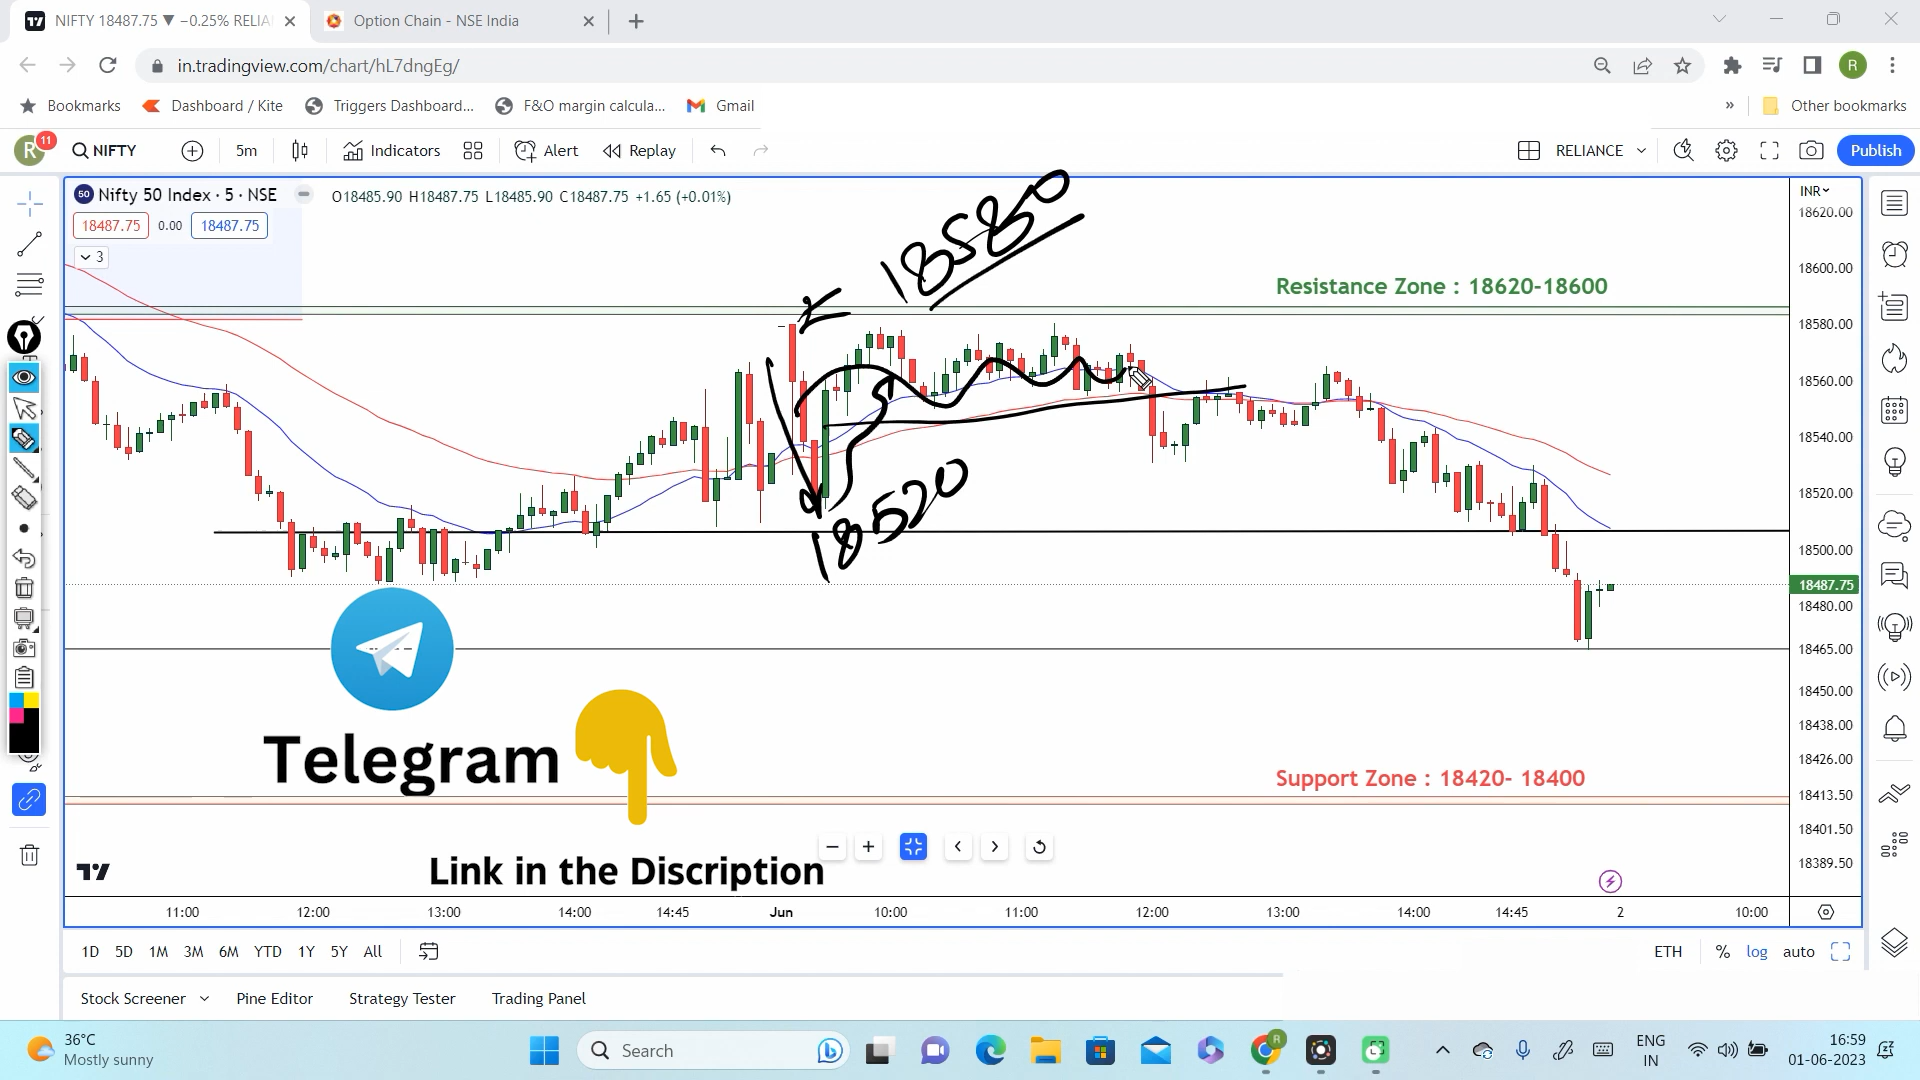 NIFTY 18487.75 ▼ −0.25% RELIA
Option Chain - NSE India
in.tradingview.com/chart/hL7dngEg/
R
Bookmarks
Dashboard / Kite
Triggers Dashboard...
F&O margin calcula...
Gmail
»
Other bookmarks
R
11
NIFTY
5m
Indicators
Alert
Replay
RELIANCE
Publish
50
Nifty 50 Index · 5 · NSE
O18485.90 H18487.75 L18485.90 C18487.75 +1.65 (+0.01%)
INR
18487.75
0.00
18487.75
3
18580
18520
Resistance Zone : 18620-18600
Support Zone : 18420- 18400
18620.00
18600.00
18580.00
18560.00
18540.00
18520.00
18500.00
18487.75
18480.00
18465.00
18450.00
18438.00
18426.00
18413.50
18401.50
18389.50
Telegram
Link in the Discription
11:00
12:00
13:00
14:00
14:45
Jun
10:00
11:00
12:00
13:00
14:00
14:45
2
10:00
1D
5D
1M
3M
6M
YTD
1Y
5Y
All
ETH
%
log
auto
Stock Screener
Pine Editor
Strategy Tester
Trading Panel
36°C
Mostly sunny
Search
ENG
IN
16:59
01-06-2023